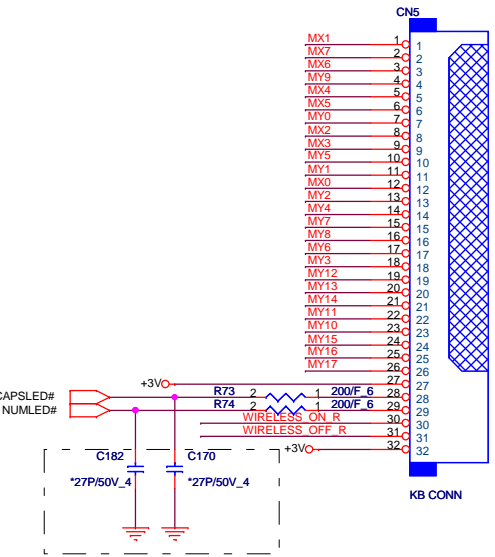 CN5
MX1 1 1
MX7 2 2
MX6 3 3
MY9 4 4
MX4 5 5
MX5 6 6
MY0 7 7
MX2 8 8
MX3 9 9
MY5 10 10
MY1 11 11
MX0 12 12
MY2 13 13
MY4 14 14
MY7 15 15
MY8 16 16
MY6 17 17
MY3 18 18
MY12 19 19
MY13 20 20
MY14 21 21
MY11 22 22
MY10 23 23
MY15 24 24
MY16 25 25
MY17 26 26
+3V 27 27
CAPSLED# R73 2 1 200/F_6 28 28
NUMLED# R74 2 1 200/F_6 29 29
WIRELESS_ON_R 30 30
WIRELESS_OFF_R 31 31
+3V 32 32
C182 C170
*27P/50V_4 *27P/50V_4
KB CONN